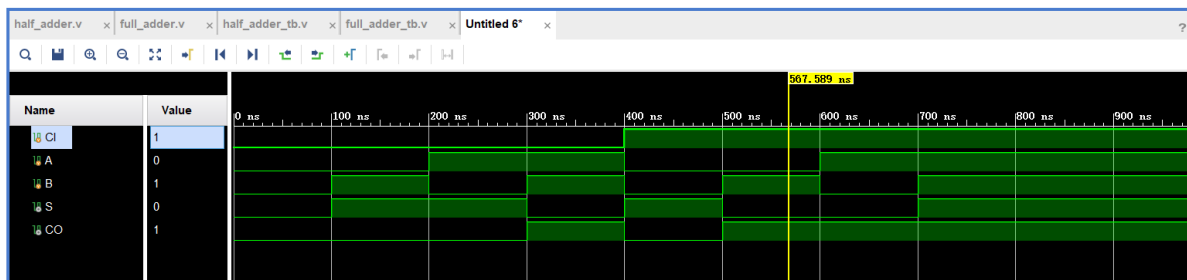 half_adder.v × full_adder.v × half_adder_tb.v × full_adder_tb.v × Untitled 6* × ?
567.589 ns
Name Value
0 ns 100 ns 200 ns 300 ns 400 ns 500 ns 600 ns 700 ns 800 ns 900 ns
CI 1
A 0
B 1
S 0
CO 1